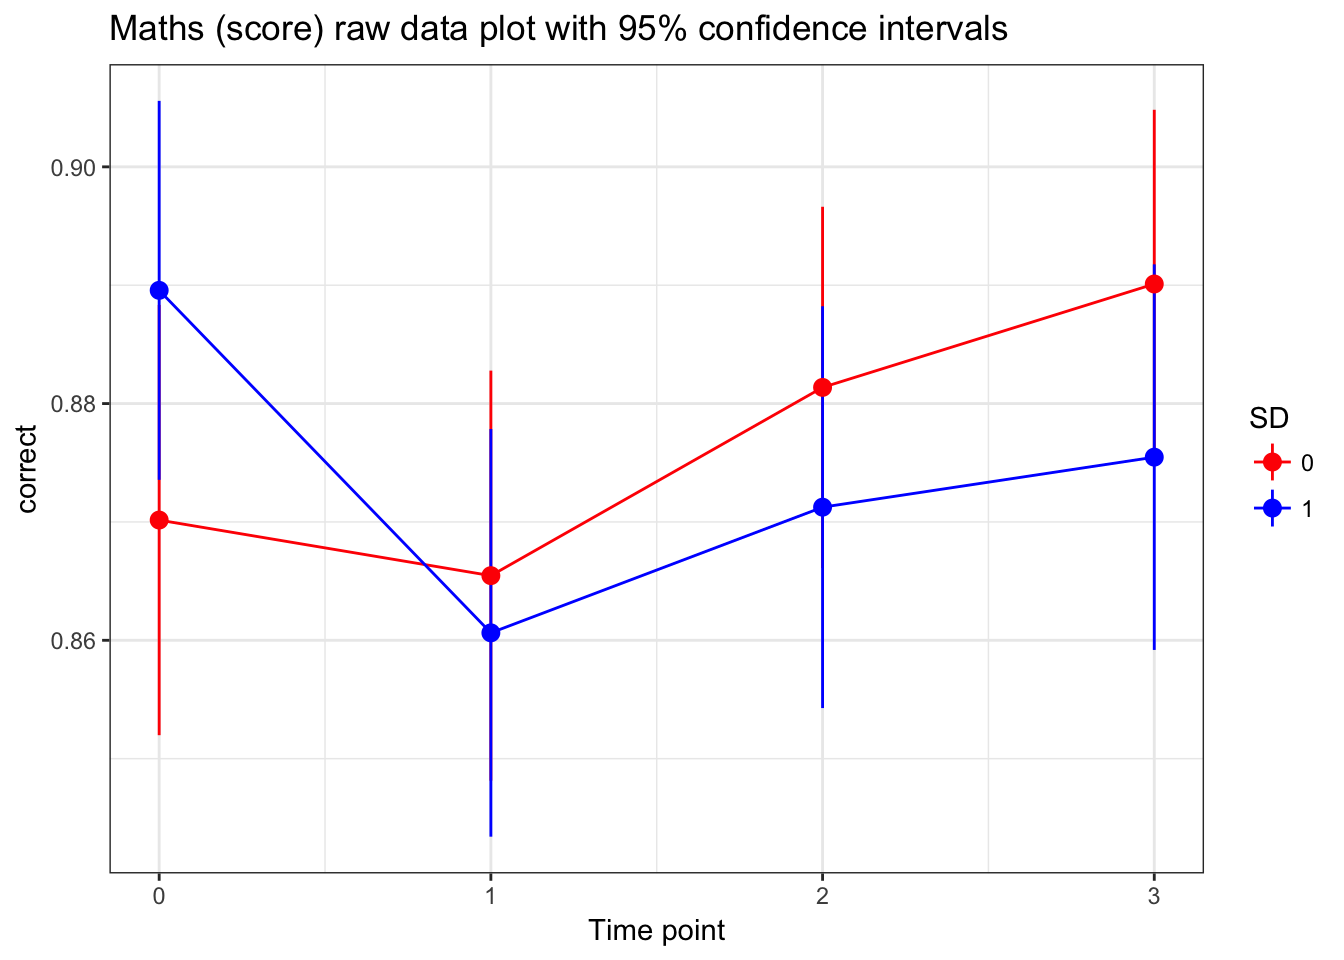 Maths (score) raw data plot with 95% confidence intervals
0.90
0.88
0.86
correct
0
1
2
3
Time point
SD
0
1